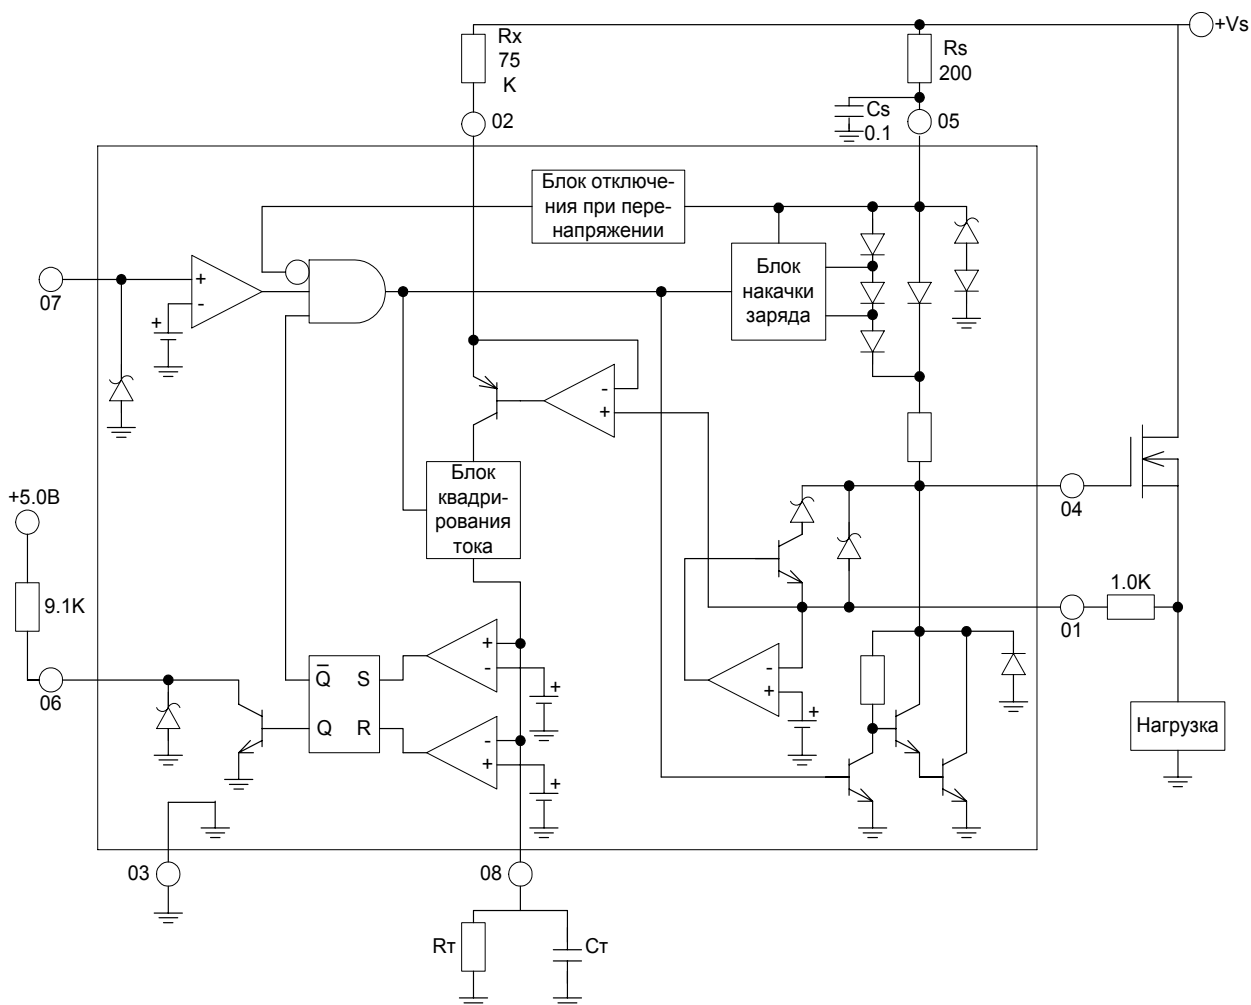 +Vs
Rx
75
K
Rs
200
Cs
0.1
02
05
Блок отключе-
ния при пере-
напряжении
07
+
-
+
Блок
накачки
заряда
-
+
Блок
квадри-
рования
тока
04
+5.0В
9.1K
1.0K
01
+
-
+
-
+
+
Q̅ S
Q R
06
-
+
+
Нагрузка
03
08
Rт
Cт